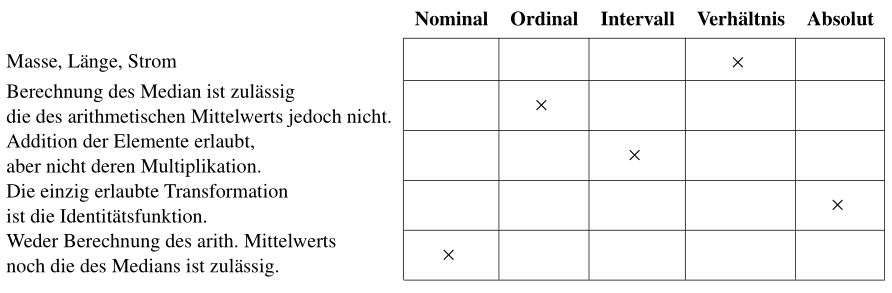 Nominal Ordinal Intervall Verhältnis Absolut
Masse, Länge, Strom ×
Berechnung des Median ist zulässig
die des arithmetischen Mittelwerts jedoch nicht. ×
Addition der Elemente erlaubt,
aber nicht deren Multiplikation. ×
Die einzig erlaubte Transformation
ist die Identitätsfunktion. ×
Weder Berechnung des arith. Mittelwerts
noch die des Medians ist zulässig. ×